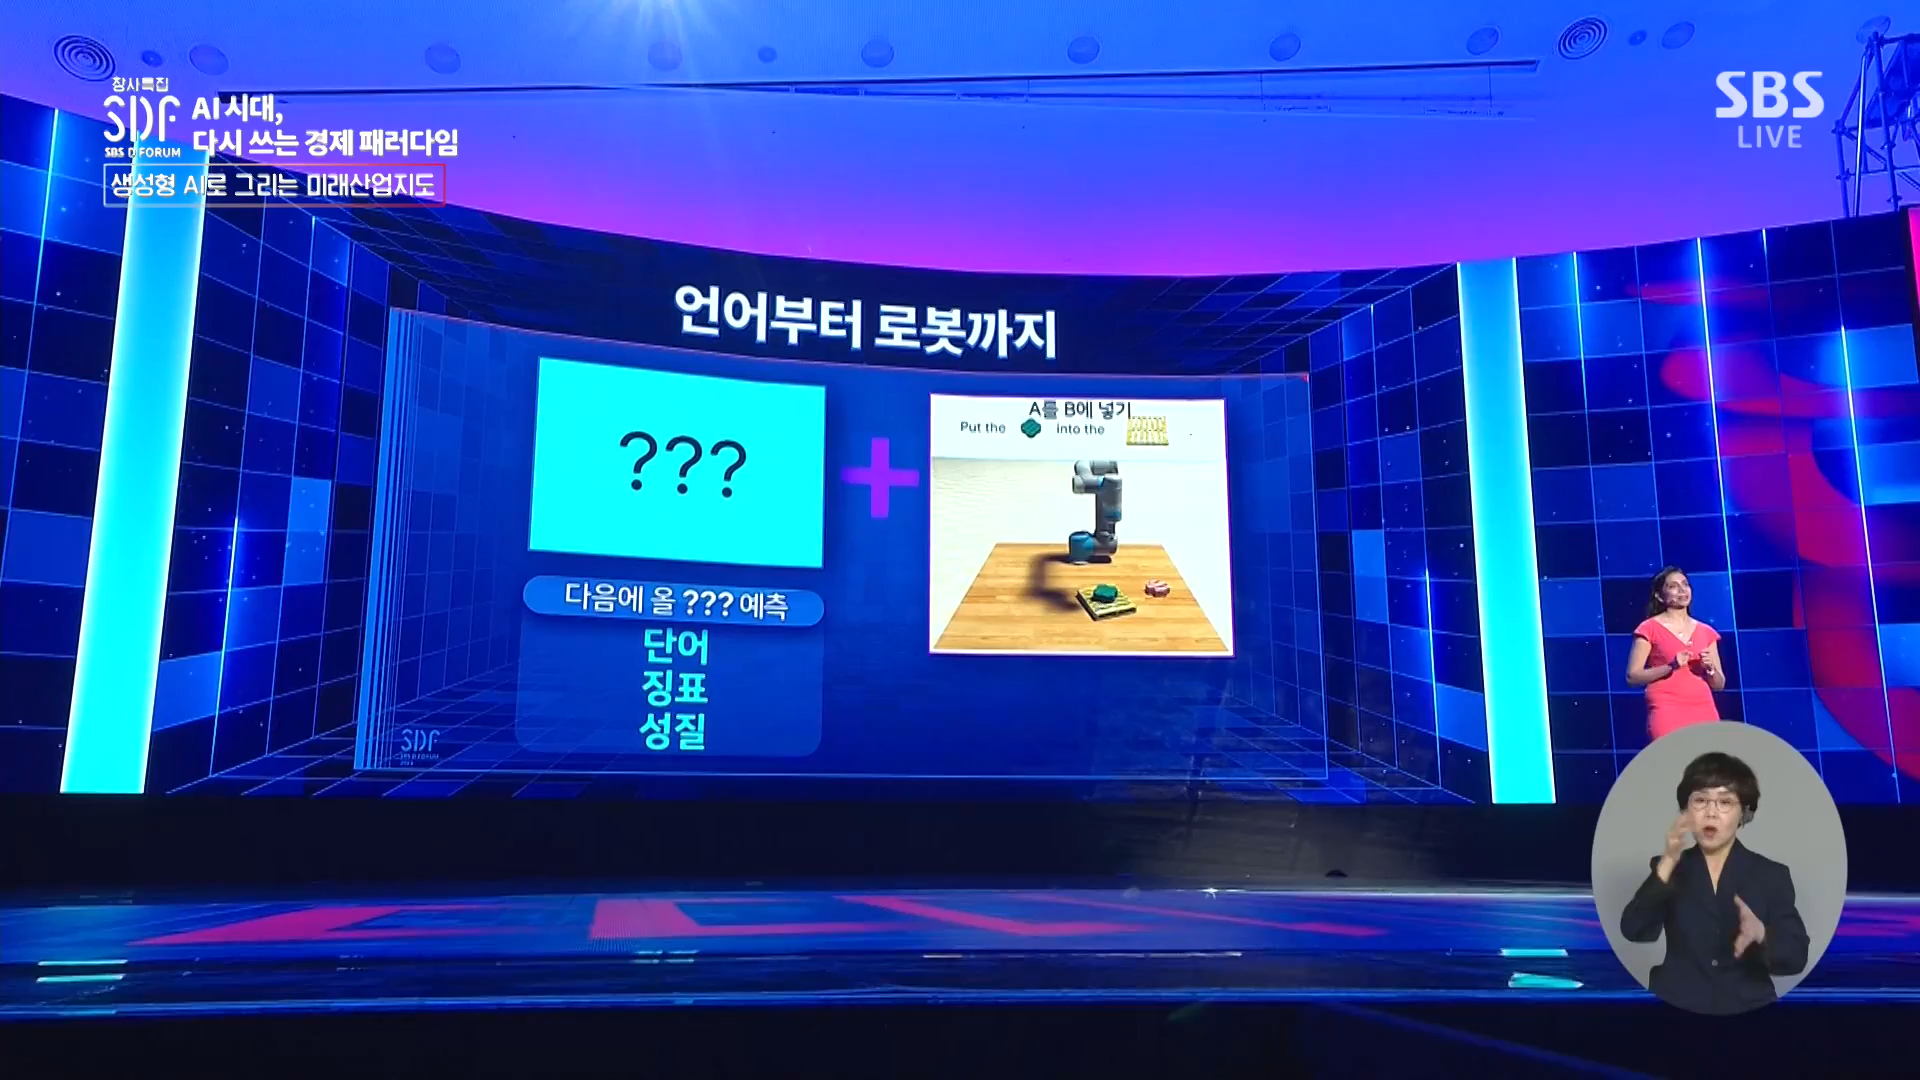 창사특집
SDF
SBS D FORUM
AI 시대,
다시 쓰는 경제 패러다임
생성형 AI로 그리는 미래산업지도
SBS
LIVE
언어부터 로봇까지
???
A를 B에 넣기
Put the into the
다음에 올 ??? 예측
단어
징표
성질
SDF
SBS D FORUM